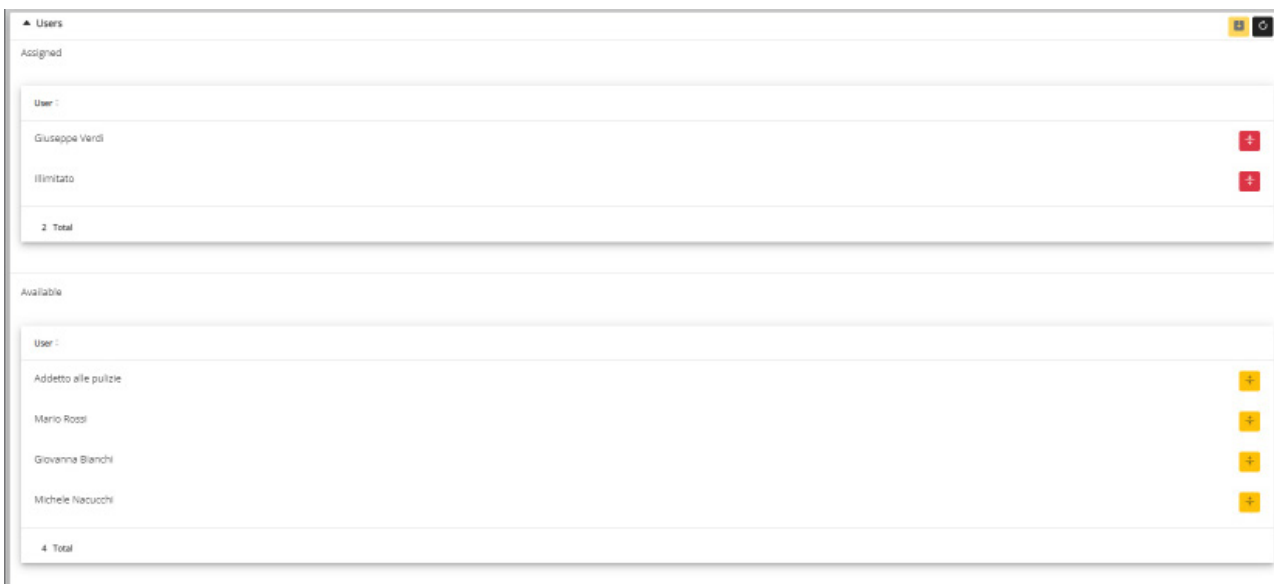 Users
Assigned
User
Giuseppe Verdi
Illimitato
2 Total
Available
User
Addetto alle pulizie
Mario Rossi
Giovanna Bianchi
Michele Nacucchi
4 Total